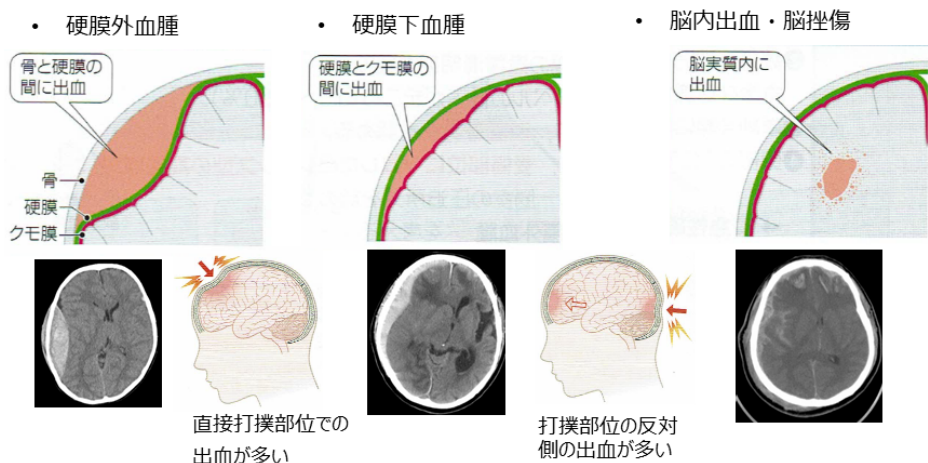 • 硬膜外血腫
• 硬膜下血腫
• 脳内出血・脳挫傷
骨と硬膜の
間に出血
骨
硬膜
クモ膜
硬膜とクモ膜の
間に出血
脳実質内に
出血
直接打撲部位での
出血が多い
打撲部位の反対
側の出血が多い